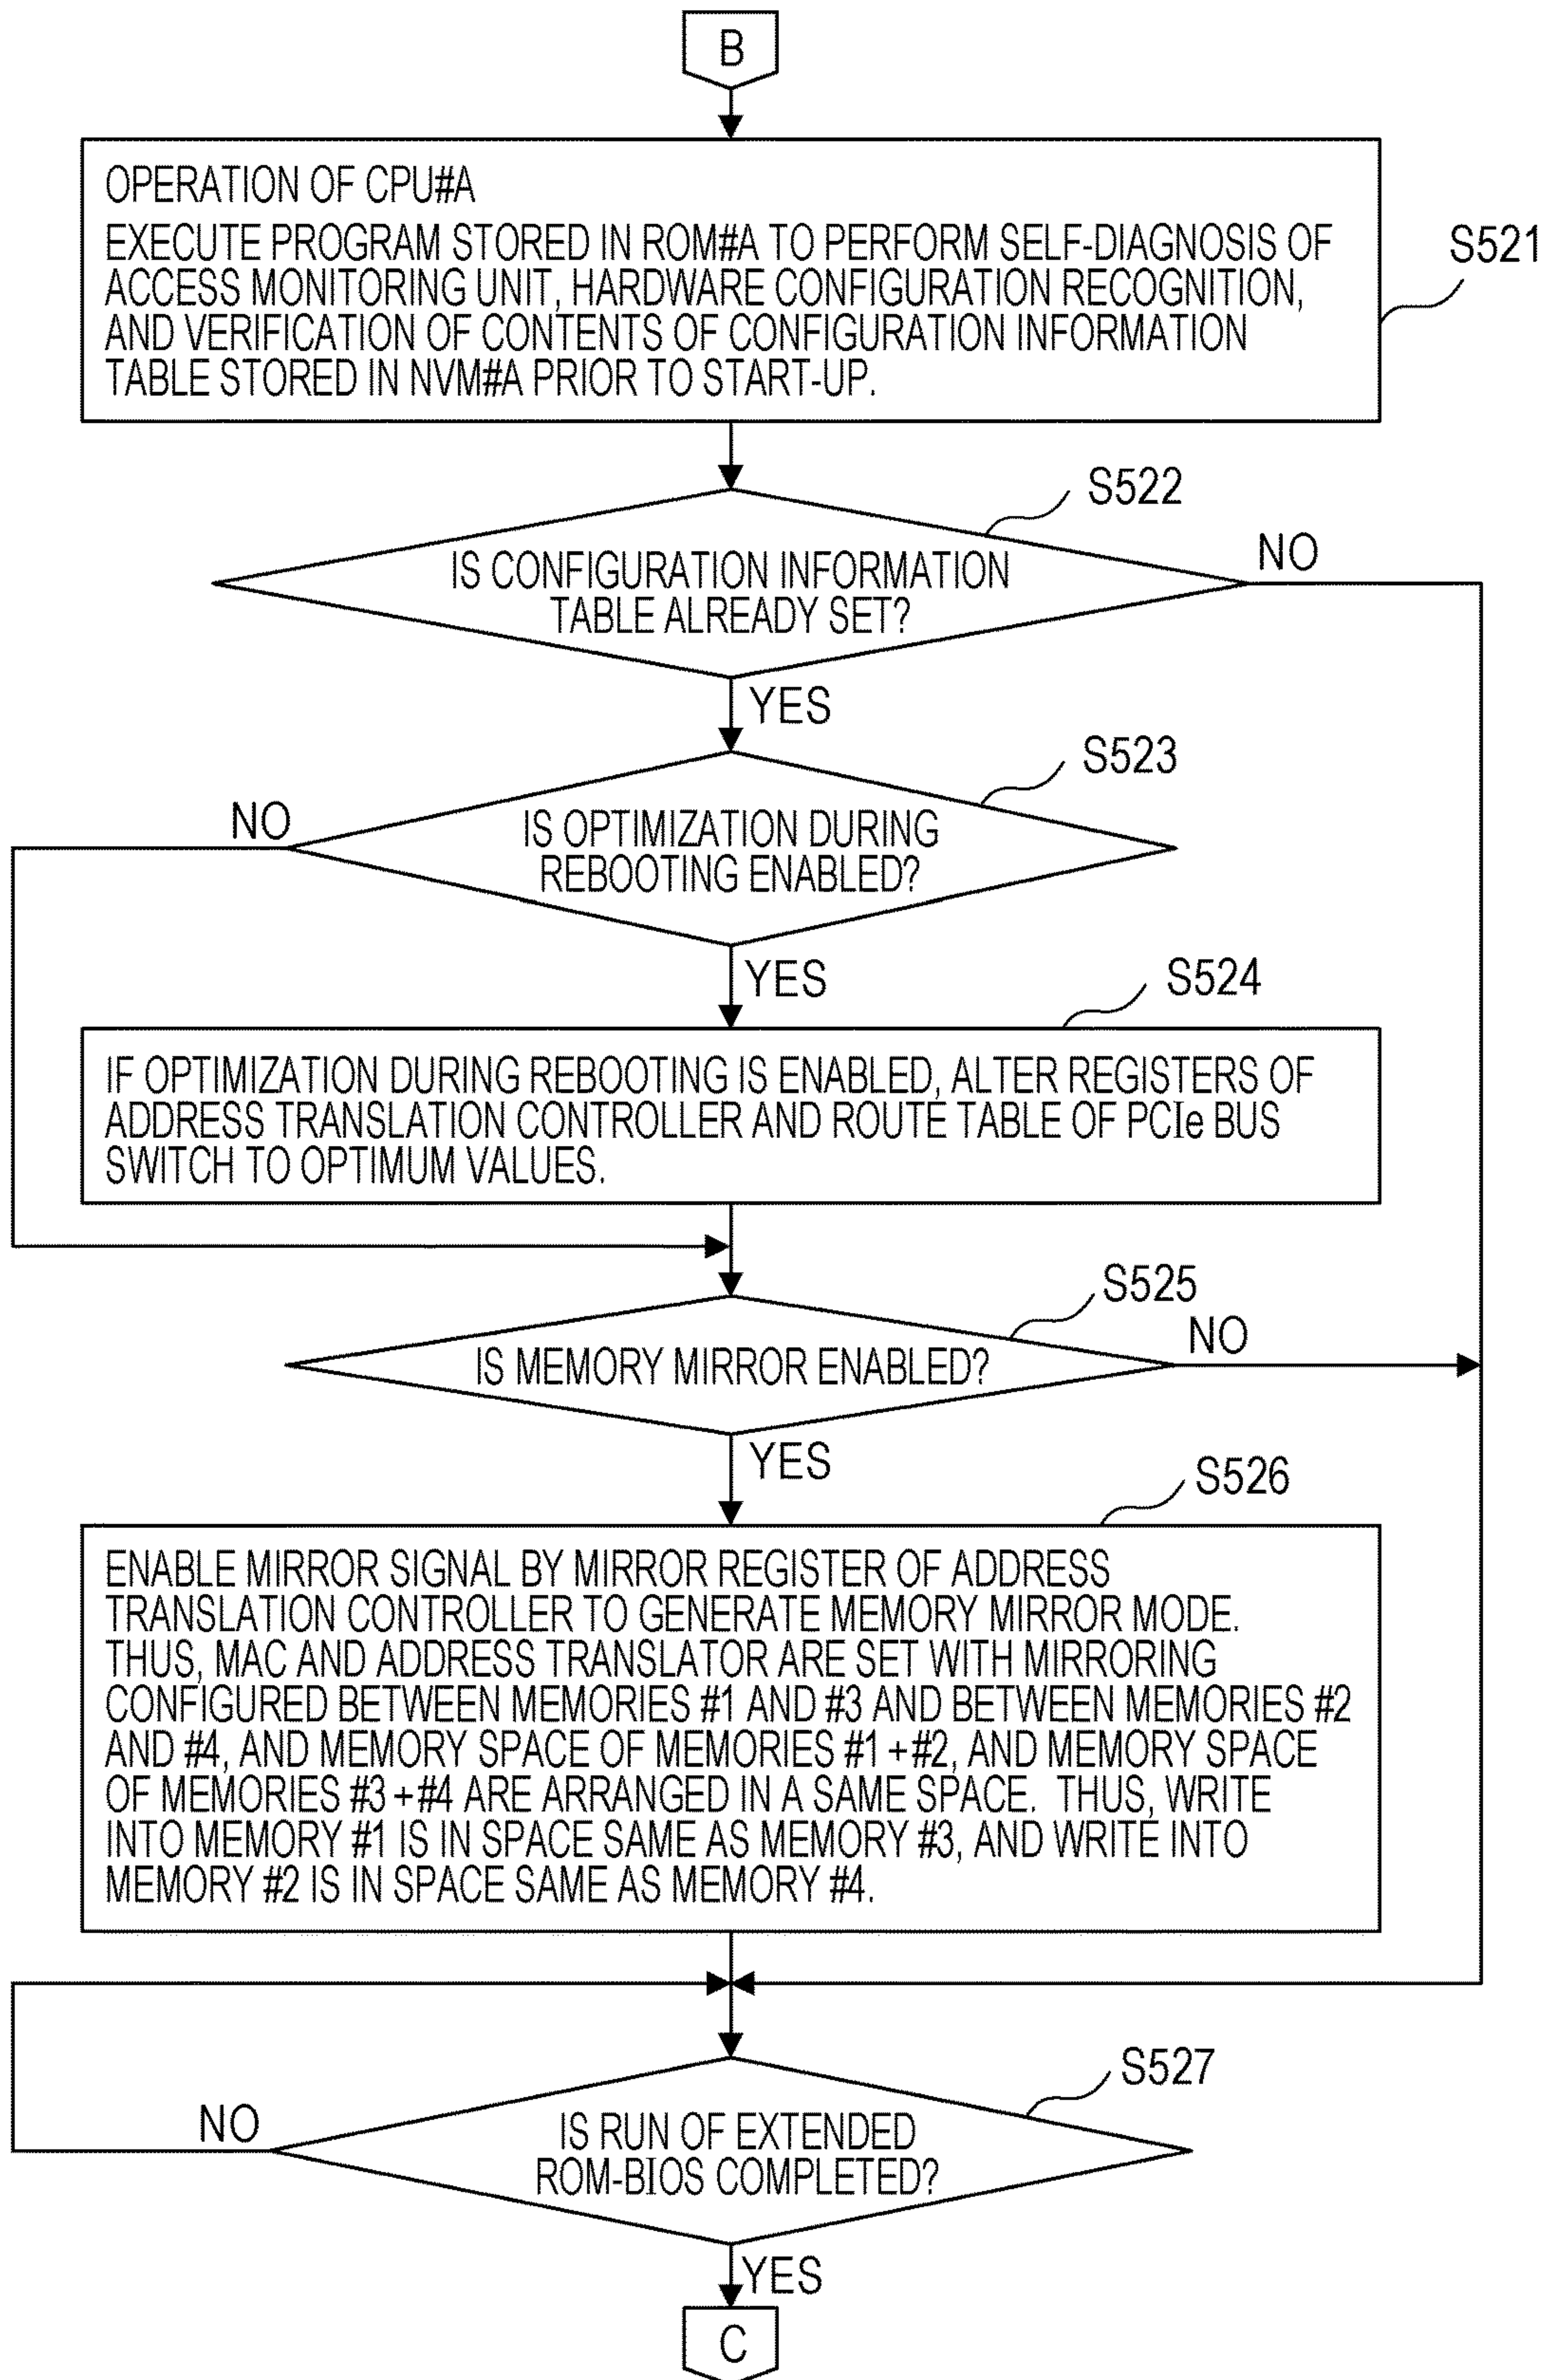 B
OPERATION OF CPU#A
EXECUTE PROGRAM STORED IN ROM#A TO PERFORM SELF-DIAGNOSIS OF
ACCESS MONITORING UNIT, HARDWARE CONFIGURATION RECOGNITION,
AND VERIFICATION OF CONTENTS OF CONFIGURATION INFORMATION
TABLE STORED IN NVM#A PRIOR TO START-UP.
S521
S522
IS CONFIGURATION INFORMATION
TABLE ALREADY SET?
NO
YES
S523
NO
IS OPTIMIZATION DURING
REBOOTING ENABLED?
YES
S524
IF OPTIMIZATION DURING REBOOTING IS ENABLED, ALTER REGISTERS OF
ADDRESS TRANSLATION CONTROLLER AND ROUTE TABLE OF PCIe BUS
SWITCH TO OPTIMUM VALUES.
S525
IS MEMORY MIRROR ENABLED?
NO
YES
S526
ENABLE MIRROR SIGNAL BY MIRROR REGISTER OF ADDRESS
TRANSLATION CONTROLLER TO GENERATE MEMORY MIRROR MODE.
THUS, MAC AND ADDRESS TRANSLATOR ARE SET WITH MIRRORING
CONFIGURED BETWEEN MEMORIES #1 AND #3 AND BETWEEN MEMORIES #2
AND #4, AND MEMORY SPACE OF MEMORIES #1+#2, AND MEMORY SPACE
OF MEMORIES #3+#4 ARE ARRANGED IN A SAME SPACE. THUS, WRITE
INTO MEMORY #1 IS IN SPACE SAME AS MEMORY #3, AND WRITE INTO
MEMORY #2 IS IN SPACE SAME AS MEMORY #4.
S527
NO
IS RUN OF EXTENDED
ROM-BIOS COMPLETED?
YES
C